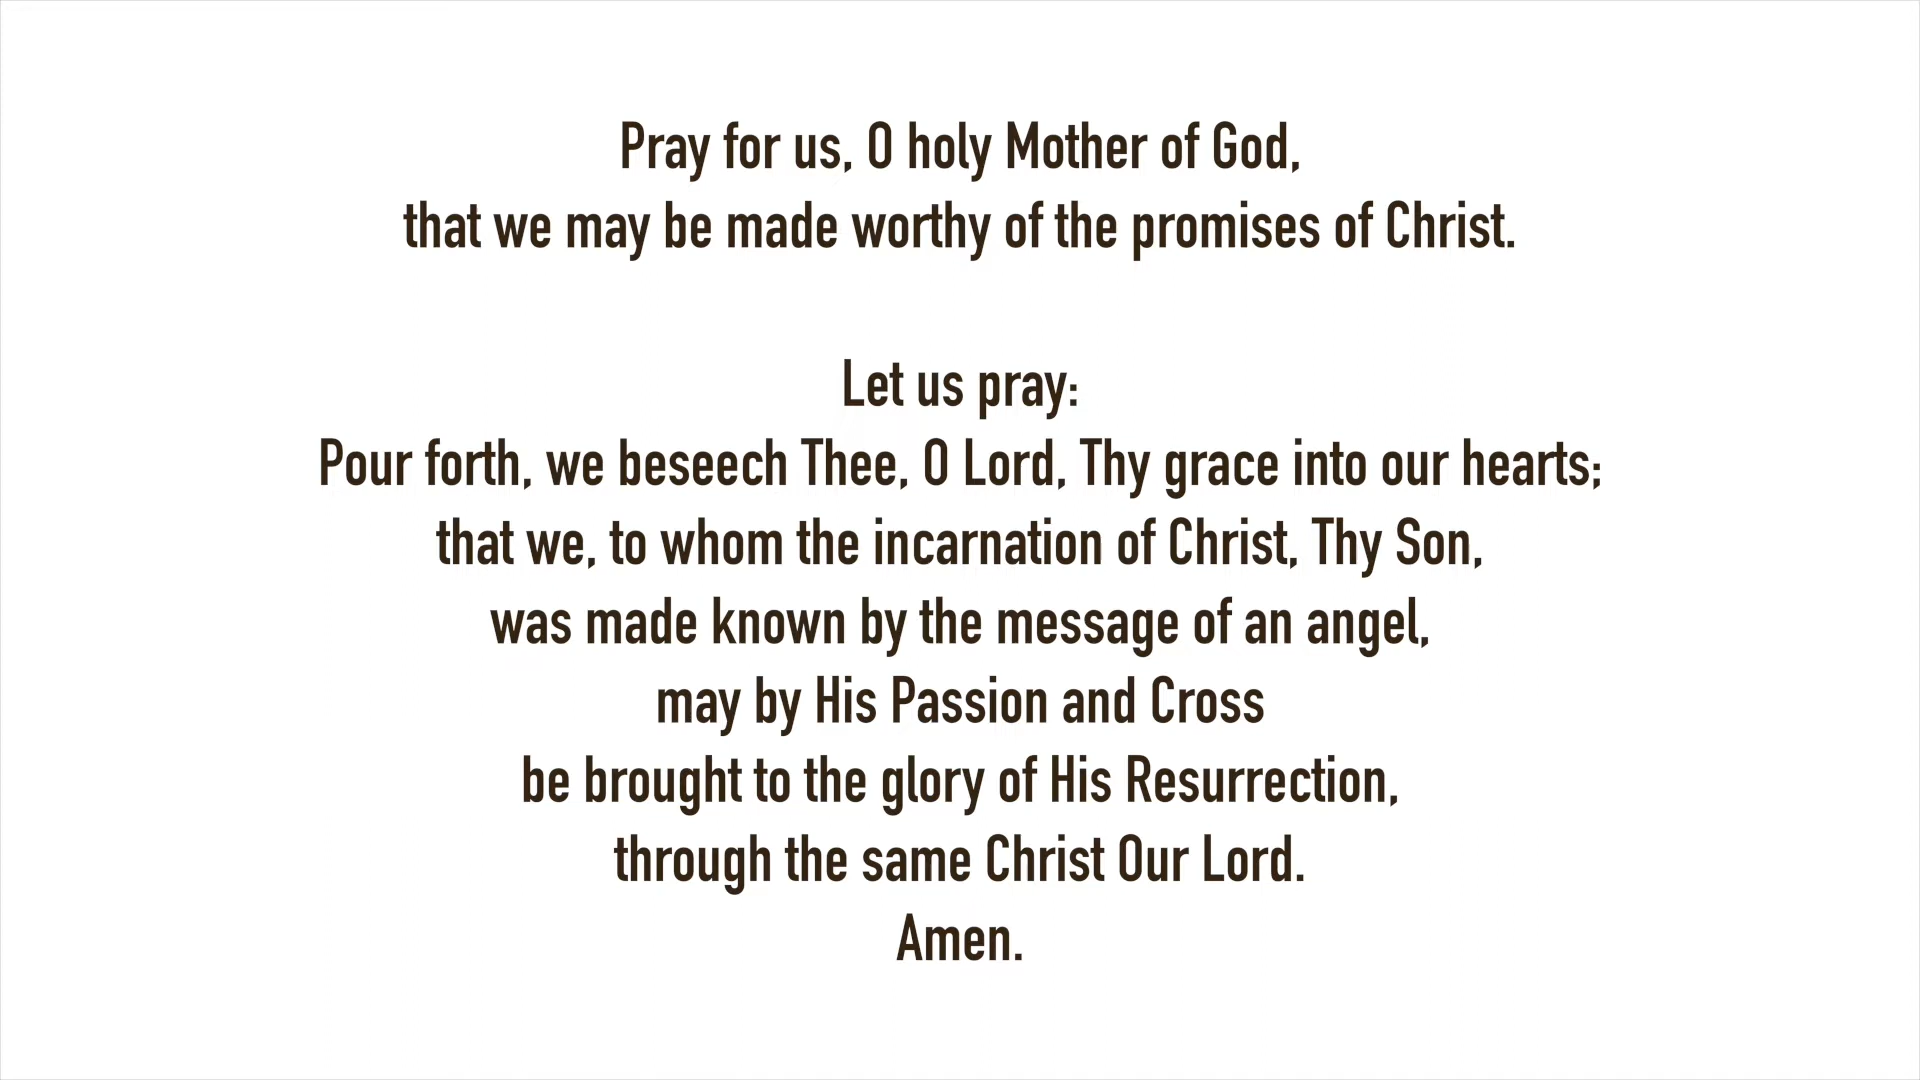 Pray for us, O holy Mother of God,
that we may be made worthy of the promises of Christ.
Let us pray:
Pour forth, we beseech Thee, O Lord, Thy grace into our hearts;
that we, to whom the incarnation of Christ, Thy Son,
was made known by the message of an angel,
may by His Passion and Cross
be brought to the glory of His Resurrection,
through the same Christ Our Lord.
Amen.